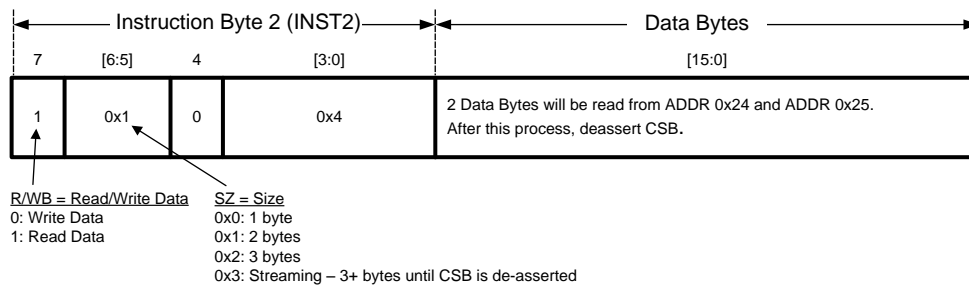 Instruction Byte 2 (INST2) Data Bytes
7 [6:5] 4 [3:0] [15:0]
1 0x1 0 0x4 2 Data Bytes will be read from ADDR 0x24 and ADDR 0x25.
After this process, deassert CSB.
R/WB = Read/Write Data
0: Write Data
1: Read Data
SZ = Size
0x0: 1 byte
0x1: 2 bytes
0x2: 3 bytes
0x3: Streaming – 3+ bytes until CSB is de-asserted